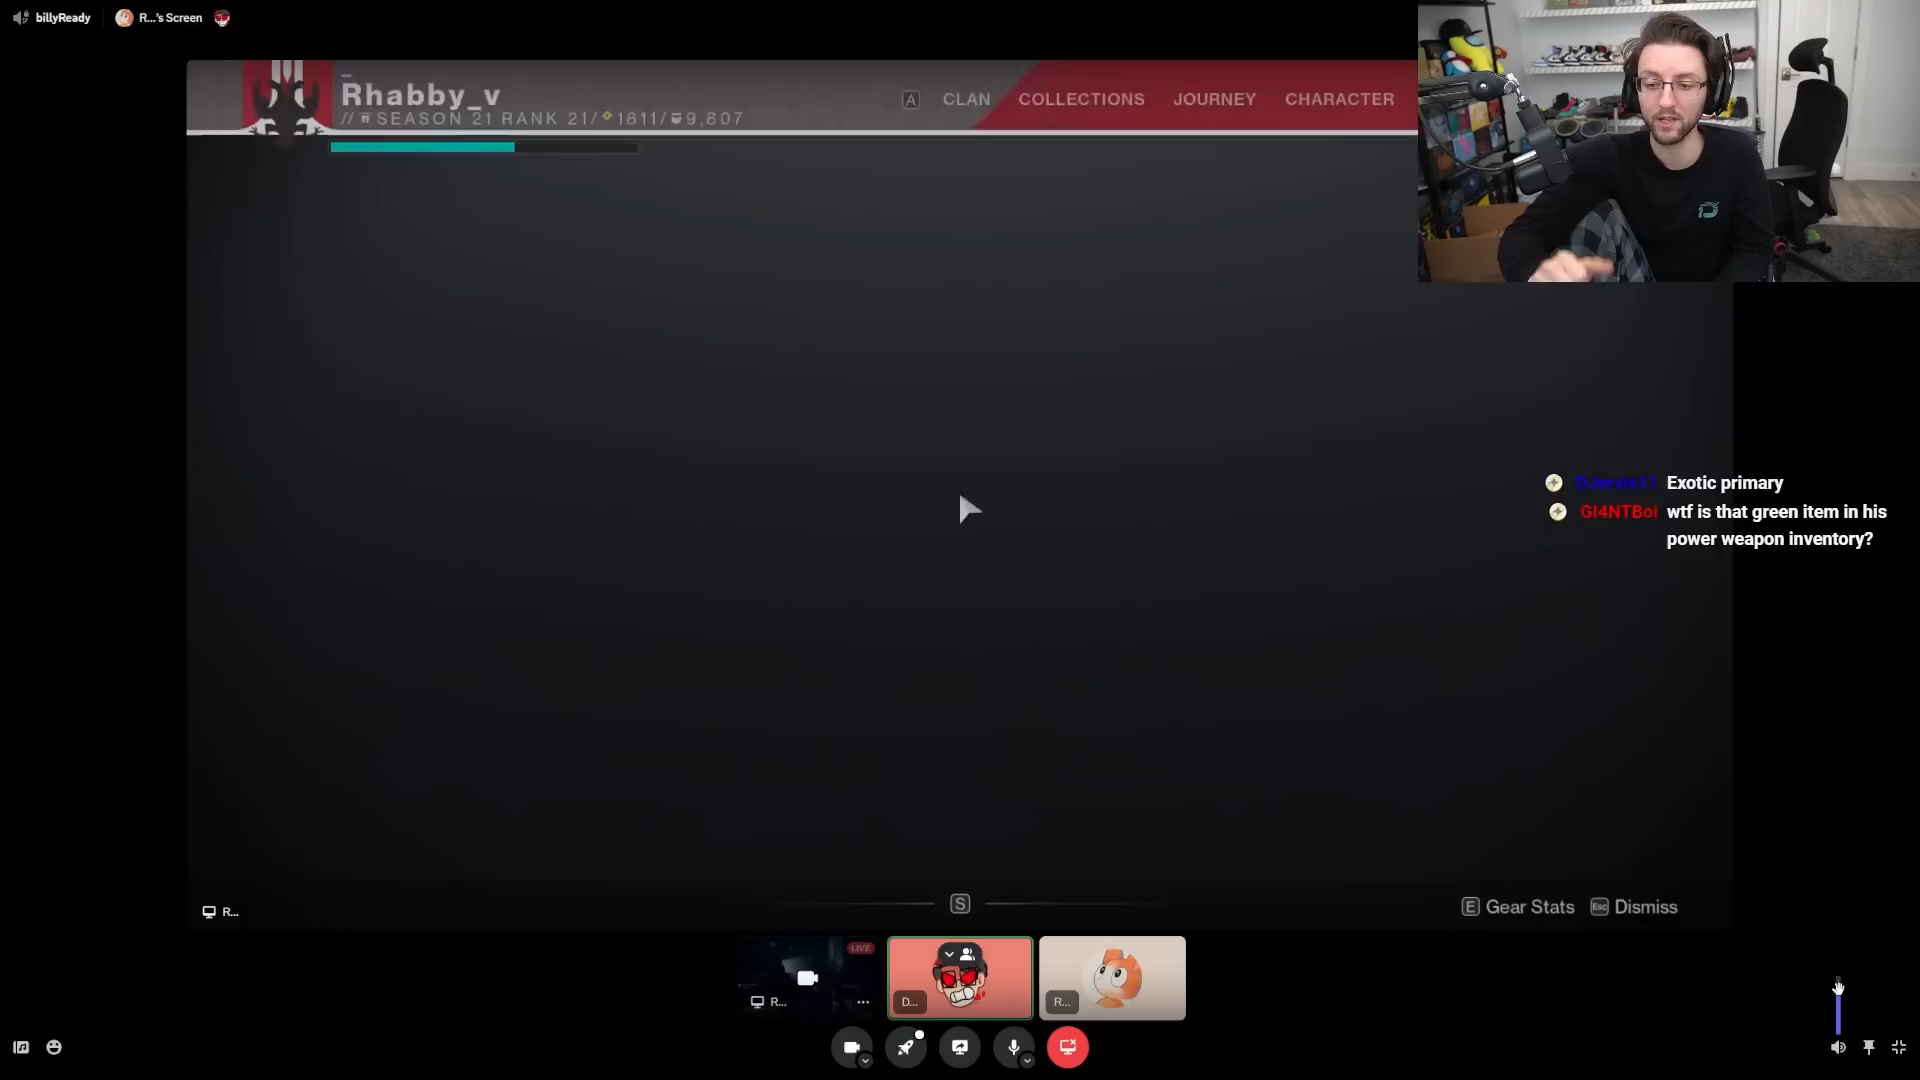 billyReady
R...'s Screen
Rhabby_v
// SEASON 21 RANK 21/ 1811/ 9,807
A CLAN COLLECTIONS JOURNEY CHARACTER
Exotic primary
GI4NTBoi wtf is that green item in his
power weapon inventory?
S
R...
E Gear Stats Esc Dismiss
LIVE
R...
D...
R...